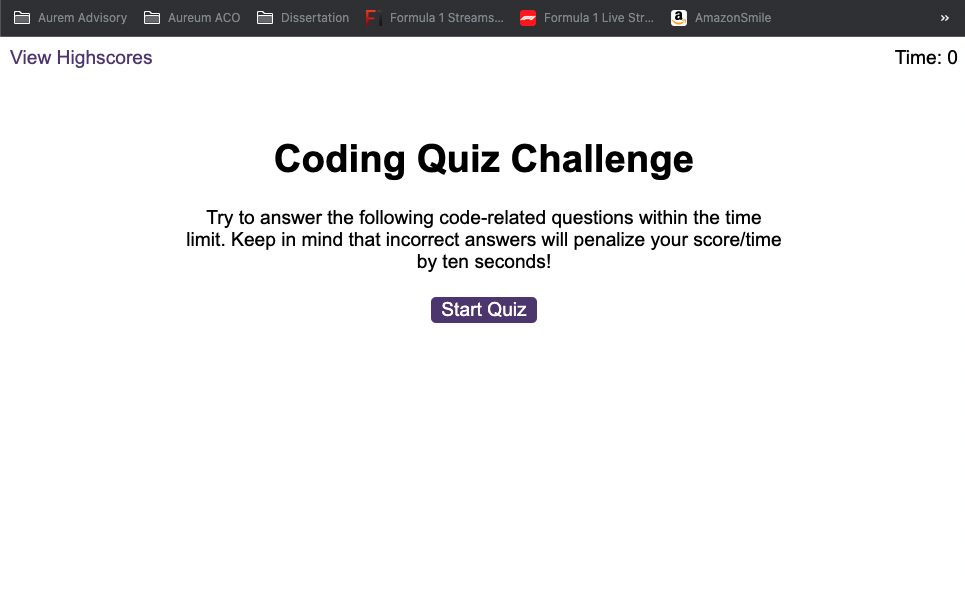 Aurem Advisory Aureum ACO Dissertation Formula 1 Streams... Formula 1 Live Str... AmazonSmile »
View Highscores Time: 0
Coding Quiz Challenge
Try to answer the following code-related questions within the time
limit. Keep in mind that incorrect answers will penalize your score/time
by ten seconds!
Start Quiz